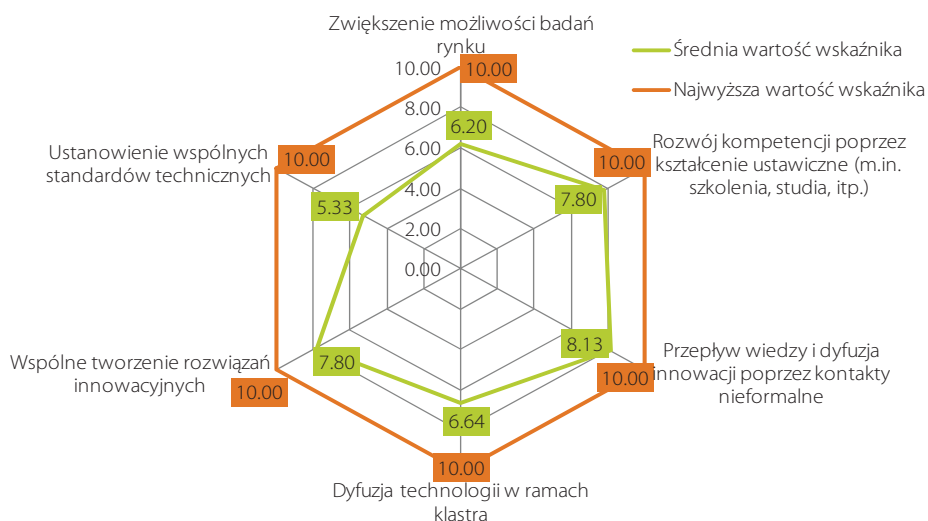 Zwiększenie możliwości badań
rynku
Średnia wartość wskaźnika
Najwyższa wartość wskaźnika
10.00
10.00
8.00
6.20
6.00
4.00
2.00
0.00
Ustanowienie wspólnych
standardów technicznych
10.00
5.33
10.00
7.80
Rozwój kompetencji poprzez
kształcenie ustawiczne (m.in.
szkolenia, studia, itp.)
Wspólne tworzenie rozwiązań
innowacyjnych
7.80
10.00
8.13
10.00
Przepływ wiedzy i dyfuzja
innowacji poprzez kontakty
nieformalne
6.64
10.00
Dyfuzja technologii w ramach
klastra